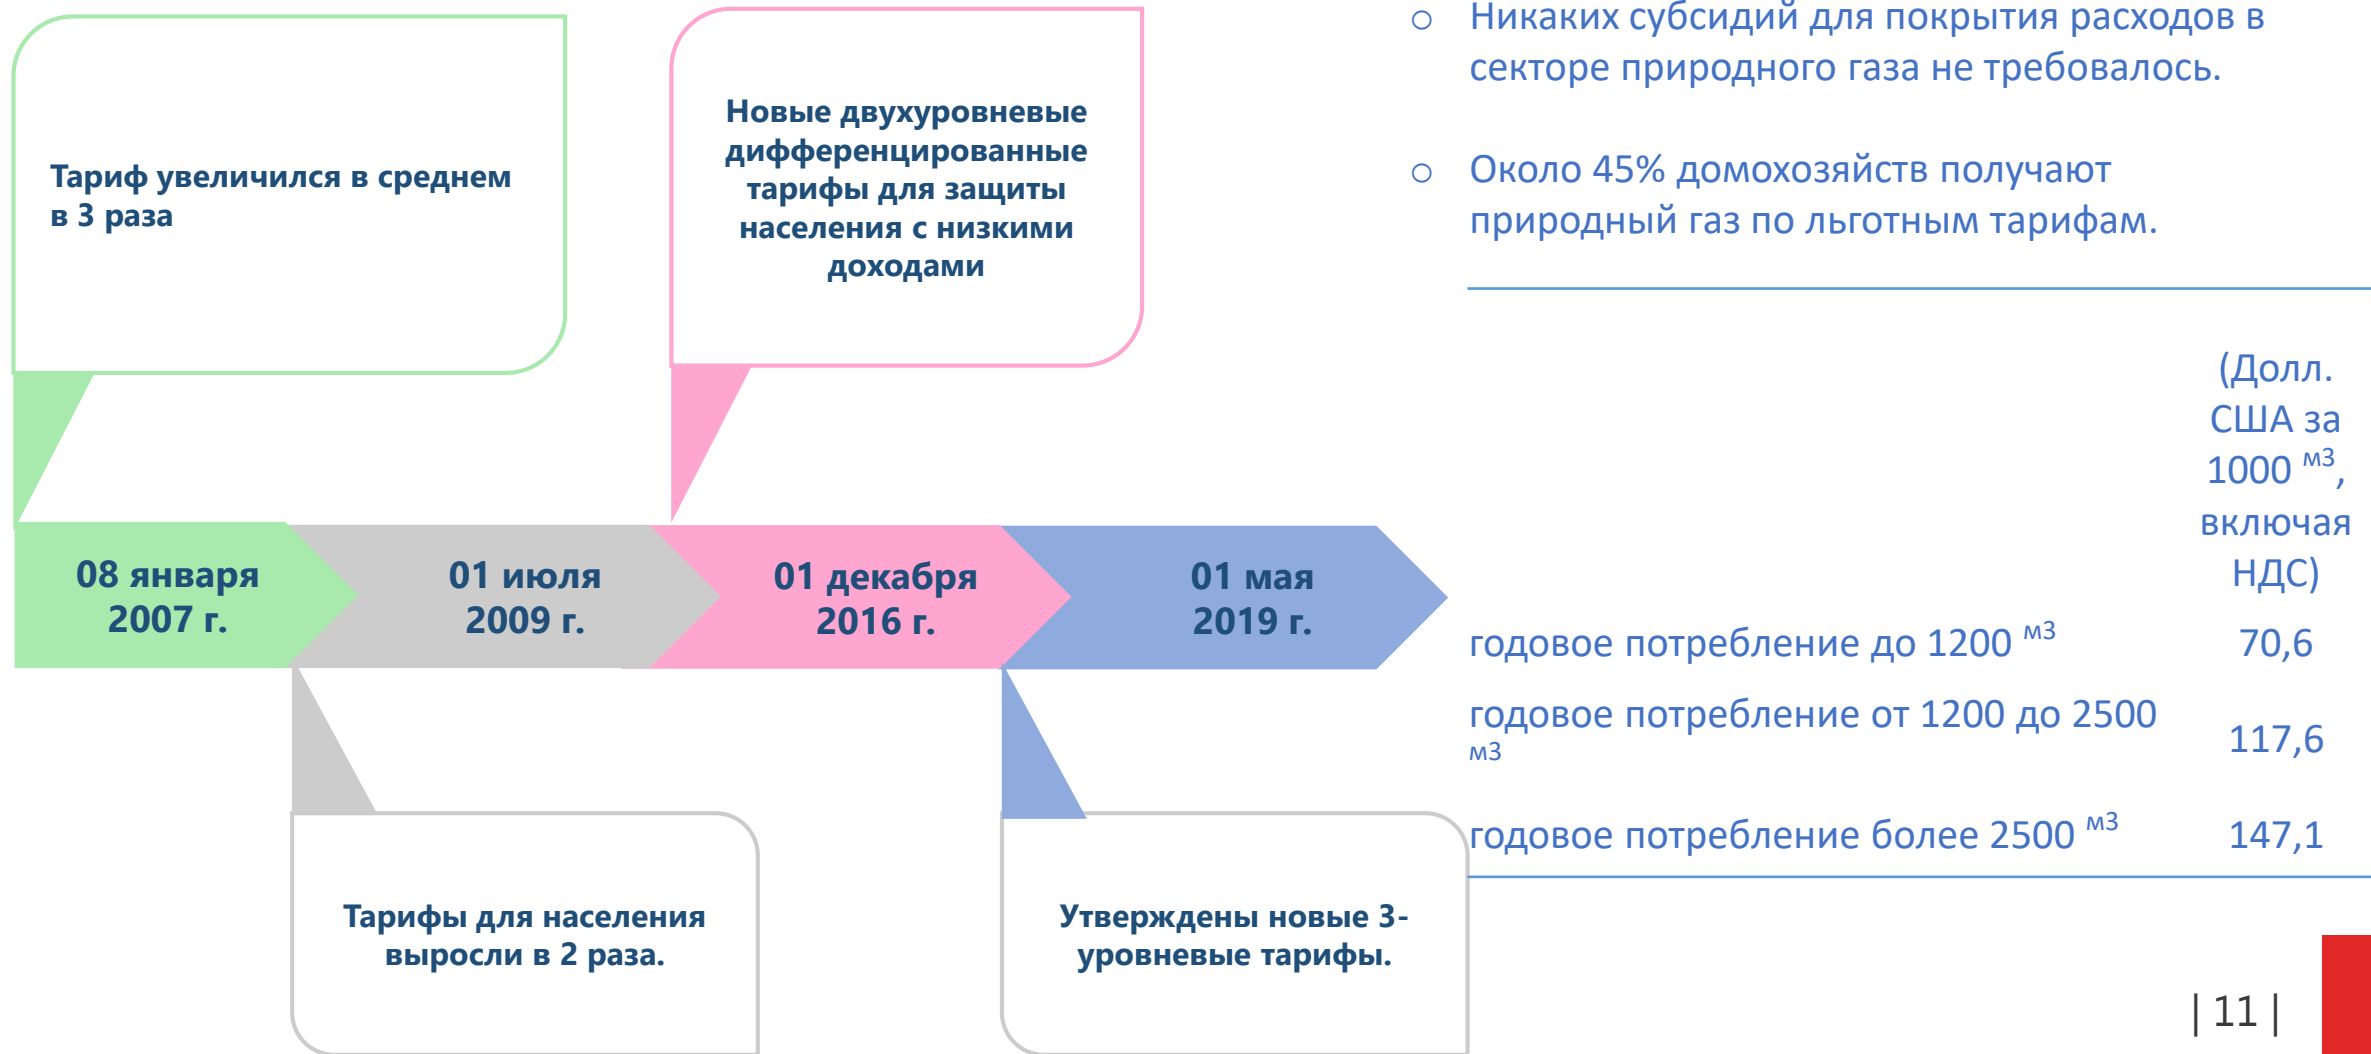 Тариф увеличился в среднем
в 3 раза
Новые двухуровневые
дифференцированные
тарифы для защиты
населения с низкими
доходами
08 января
2007 г.
01 июля
2009 г.
01 декабря
2016 г.
01 мая
2019 г.
Тарифы для населения
выросли в 2 раза.
Утверждены новые 3-
уровневые тарифы.
o Никаких субсидий для покрытия расходов в
секторе природного газа не требовалось.
o Около 45% домохозяйств получают
природный газ по льготным тарифам.
(Долл.
США за
1000 м3,
включая
НДС)
годовое потребление до 1200 м3 70,6
годовое потребление от 1200 до 2500
м3 117,6
годовое потребление более 2500 м3 147,1
| 11 |